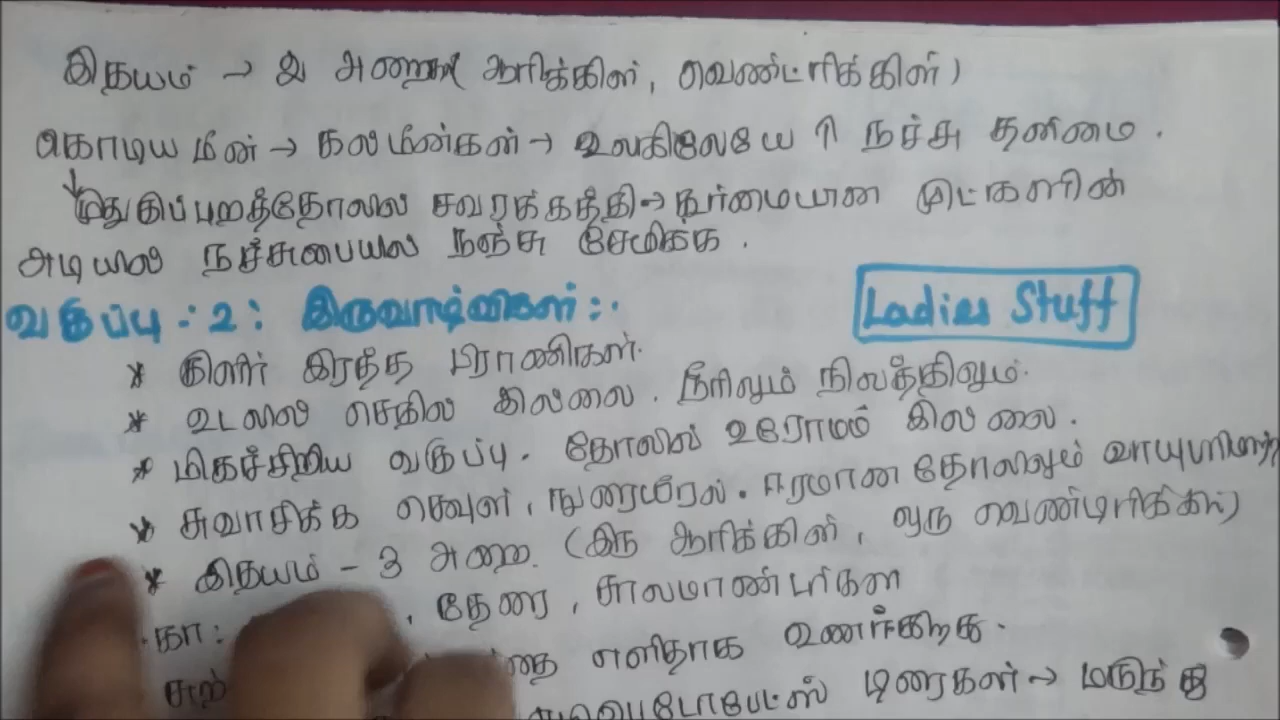 இதயம் → 2 அறை (ஆரிக்கிள், வெண்ட்ரிக்கிள்)
கொடிய மீன் → கல்மீன்கள் → உலகிலேயே ↑ நச்சு தன்மை.
முதுகுப்புறத்தோலில் சவரக்கத்தி → கூர்மையான முட்களின்
அடியில் நச்சுபையில் நஞ்சு சேமிக்க.
வகுப்பு : 2 : இருவாழ்விகள் :
Ladies Stuff
* குளிர் இரத்த பிராணிகள்.
* உடலில் செதில் இல்லை. நீரிலும் நிலத்திலும்.
* மிகச்சிறிய வகுப்பு. தோலில் உரோமம் இல்லை.
* சுவாசிக்க செவுள், நுரையீரல். ஈரமான தோலிலும்
* இதயம் - 3 அறை. (இரு ஆரிக்கிள், ஒரு வெண்டிரிக்கிள்)
கா : , தேரை, சாலமாண்டர்கள்
எளிதாக உணர்கிறது.
டிரைகளர் → மருந்து